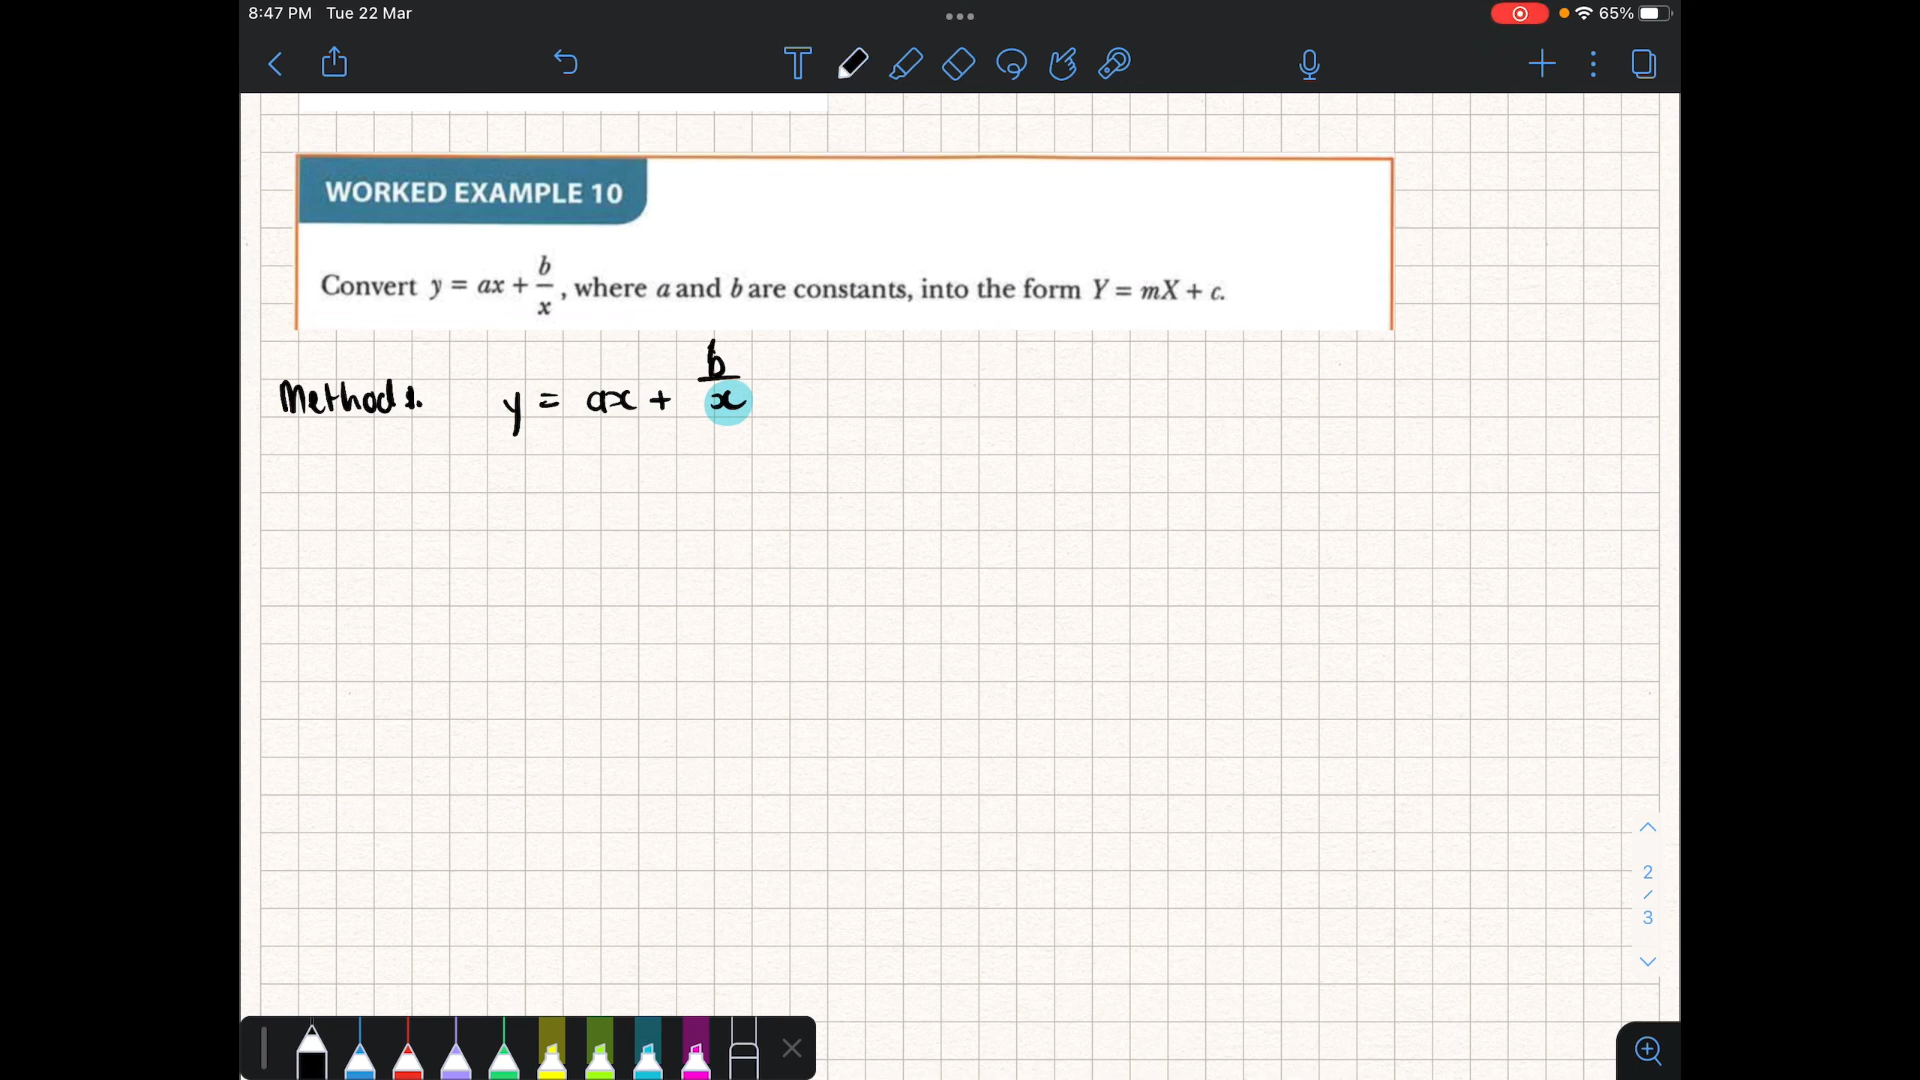 8:47 PM Tue 22 Mar
65%
WORKED EXAMPLE 10
Convert y = ax + b/x, where a and b are constants, into the form Y = mX + c.
Method 1. y = ax + b/x
2
/
3